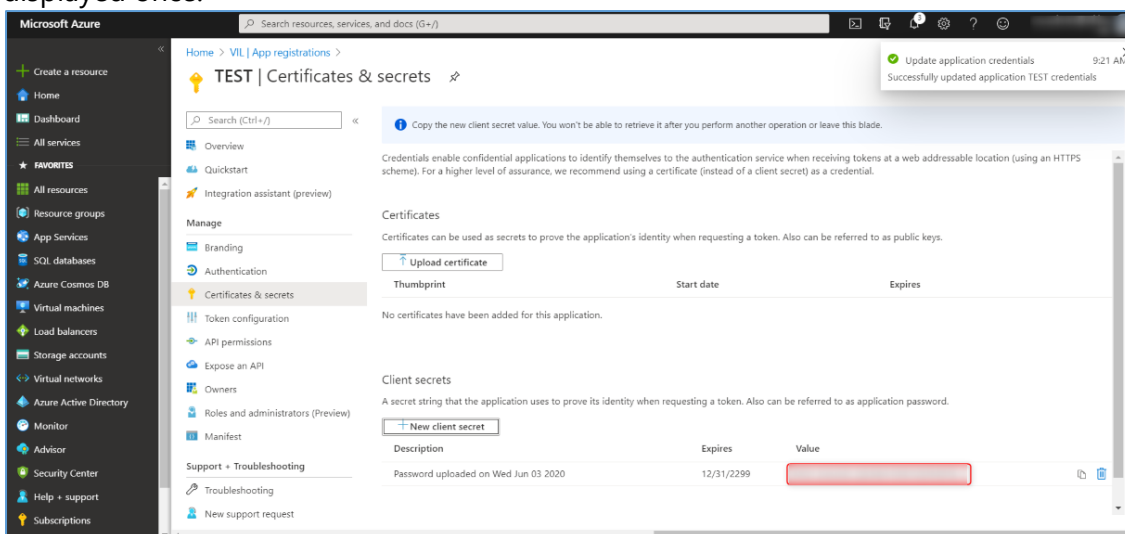 displayed once.
Microsoft Azure
Search resources, services, and docs (G+/)
3
?
«
Create a resource
Home
Dashboard
All services
FAVORITES
All resources
Resource groups
App Services
SQL databases
Azure Cosmos DB
Virtual machines
Load balancers
Storage accounts
Virtual networks
Azure Active Directory
Monitor
Advisor
Security Center
Help + support
Subscriptions
Home > VIL | App registrations >
TEST | Certificates & secrets
Search (Ctrl+/)
«
Overview
Quickstart
Integration assistant (preview)
Manage
Branding
Authentication
Certificates & secrets
Token configuration
API permissions
Expose an API
Owners
Roles and administrators (Preview)
Manifest
Support + Troubleshooting
Troubleshooting
New support request
Update application credentials 9:21 AM
Successfully updated application TEST credentials
Copy the new client secret value. You won't be able to retrieve it after you perform another operation or leave this blade.
Credentials enable confidential applications to identify themselves to the authentication service when receiving tokens at a web addressable location (using an HTTPS
scheme). For a higher level of assurance, we recommend using a certificate (instead of a client secret) as a credential.
Certificates
Certificates can be used as secrets to prove the application's identity when requesting a token. Also can be referred to as public keys.
Upload certificate
Thumbprint Start date Expires
No certificates have been added for this application.
Client secrets
A secret string that the application uses to prove its identity when requesting a token. Also can be referred to as application password.
New client secret
Description Expires Value
Password uploaded on Wed Jun 03 2020 12/31/2299